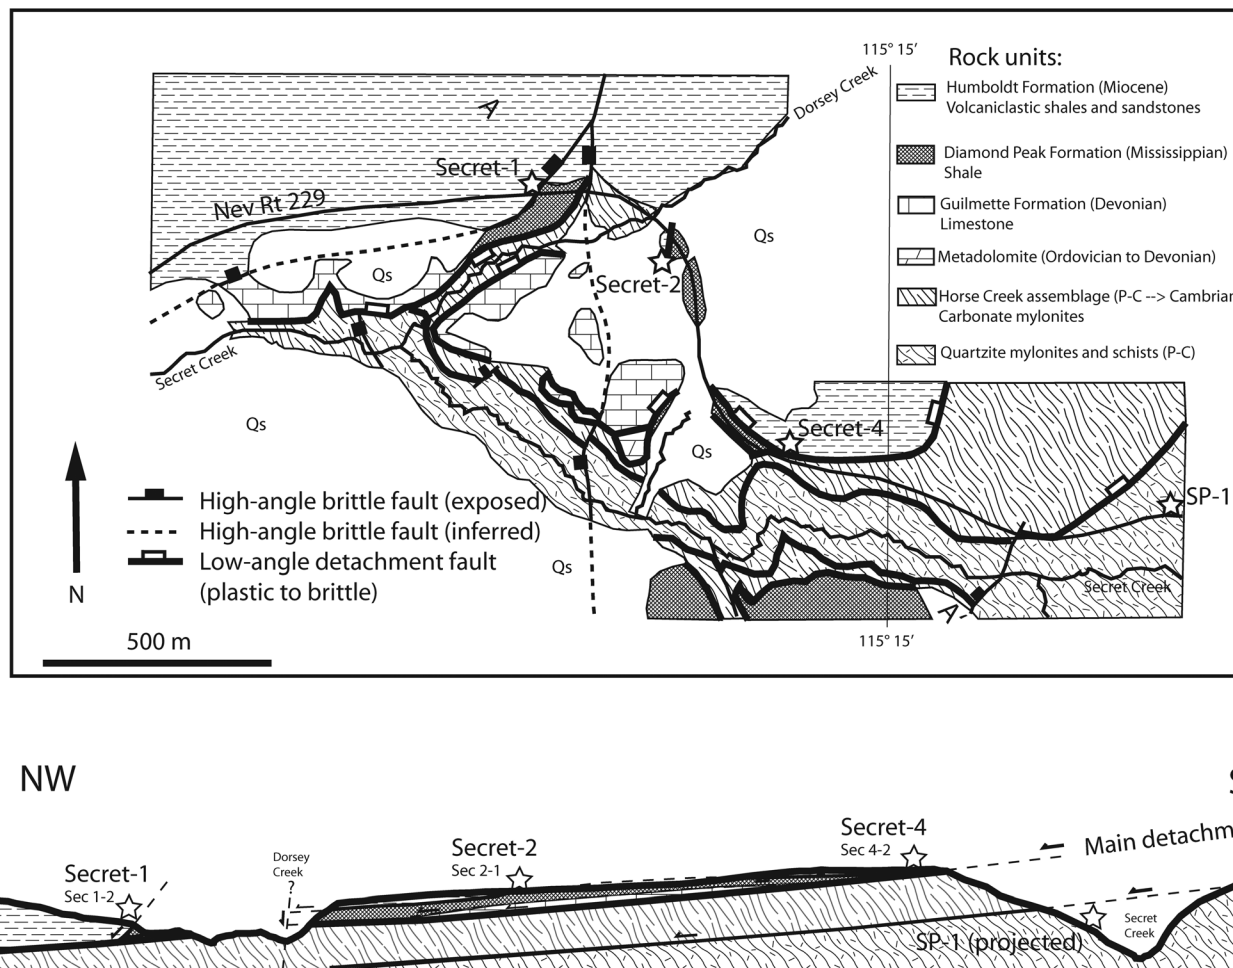 115° 15’
Rock units:
Humboldt Formation (Miocene)
Volcaniclastic shales and sandstones
Diamond Peak Formation (Mississippian)
Shale
Guilmette Formation (Devonian)
Limestone
Metadolomite (Ordovician to Devonian)
Horse Creek assemblage (P-C --> Cambrian
Carbonate mylonites
Quartzite mylonites and schists (P-C)
Dorsey Creek
A
Secret-1
Nev Rt 229
Qs
Qs
Secret-2
Secret Creek
Qs
Secret-4
Qs
SP-1
High-angle brittle fault (exposed)
High-angle brittle fault (inferred)
Low-angle detachment fault
(plastic to brittle)
Qs
N
Secret Creek
A-
500 m
115° 15’
NW
Secret-4
Sec 4-2
Main detachm
Secret-2
Sec 2-1
Dorsey
Creek
?
Secret-1
Sec 1-2
Secret
Creek
SP-1 (projected)